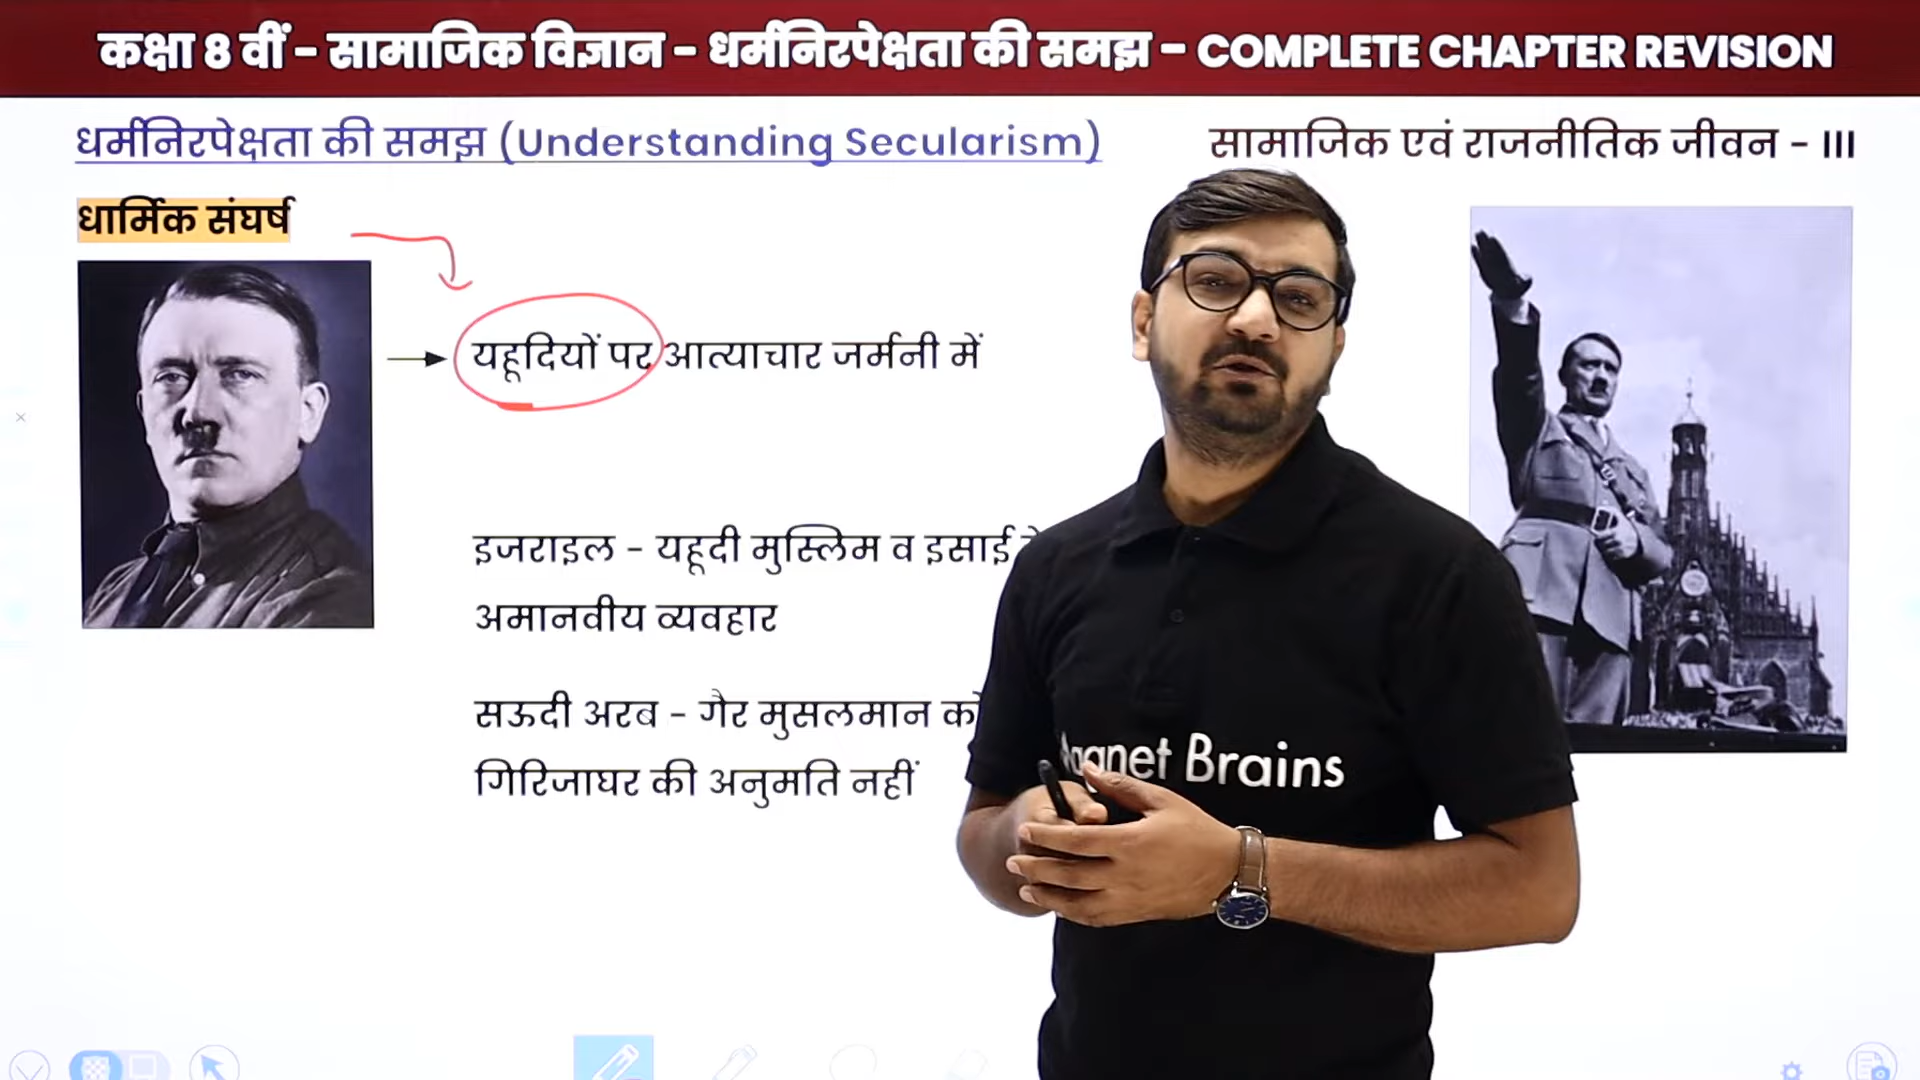 कक्षा 8 वीं - सामाजिक विज्ञान - धर्मनिरपेक्षता की समझ - COMPLETE CHAPTER REVISION
धर्मनिरपेक्षता की समझ (Understanding Secularism)
सामाजिक एवं राजनीतिक जीवन - III
धार्मिक संघर्ष
यहूदियों पर आत्याचार जर्मनी में
इजराइल - यहूदी मुस्लिम व इसाई
अमानवीय व्यवहार
सऊदी अरब - गैर मुसलमान को
गिरिजाघर की अनुमति नहीं
Brains